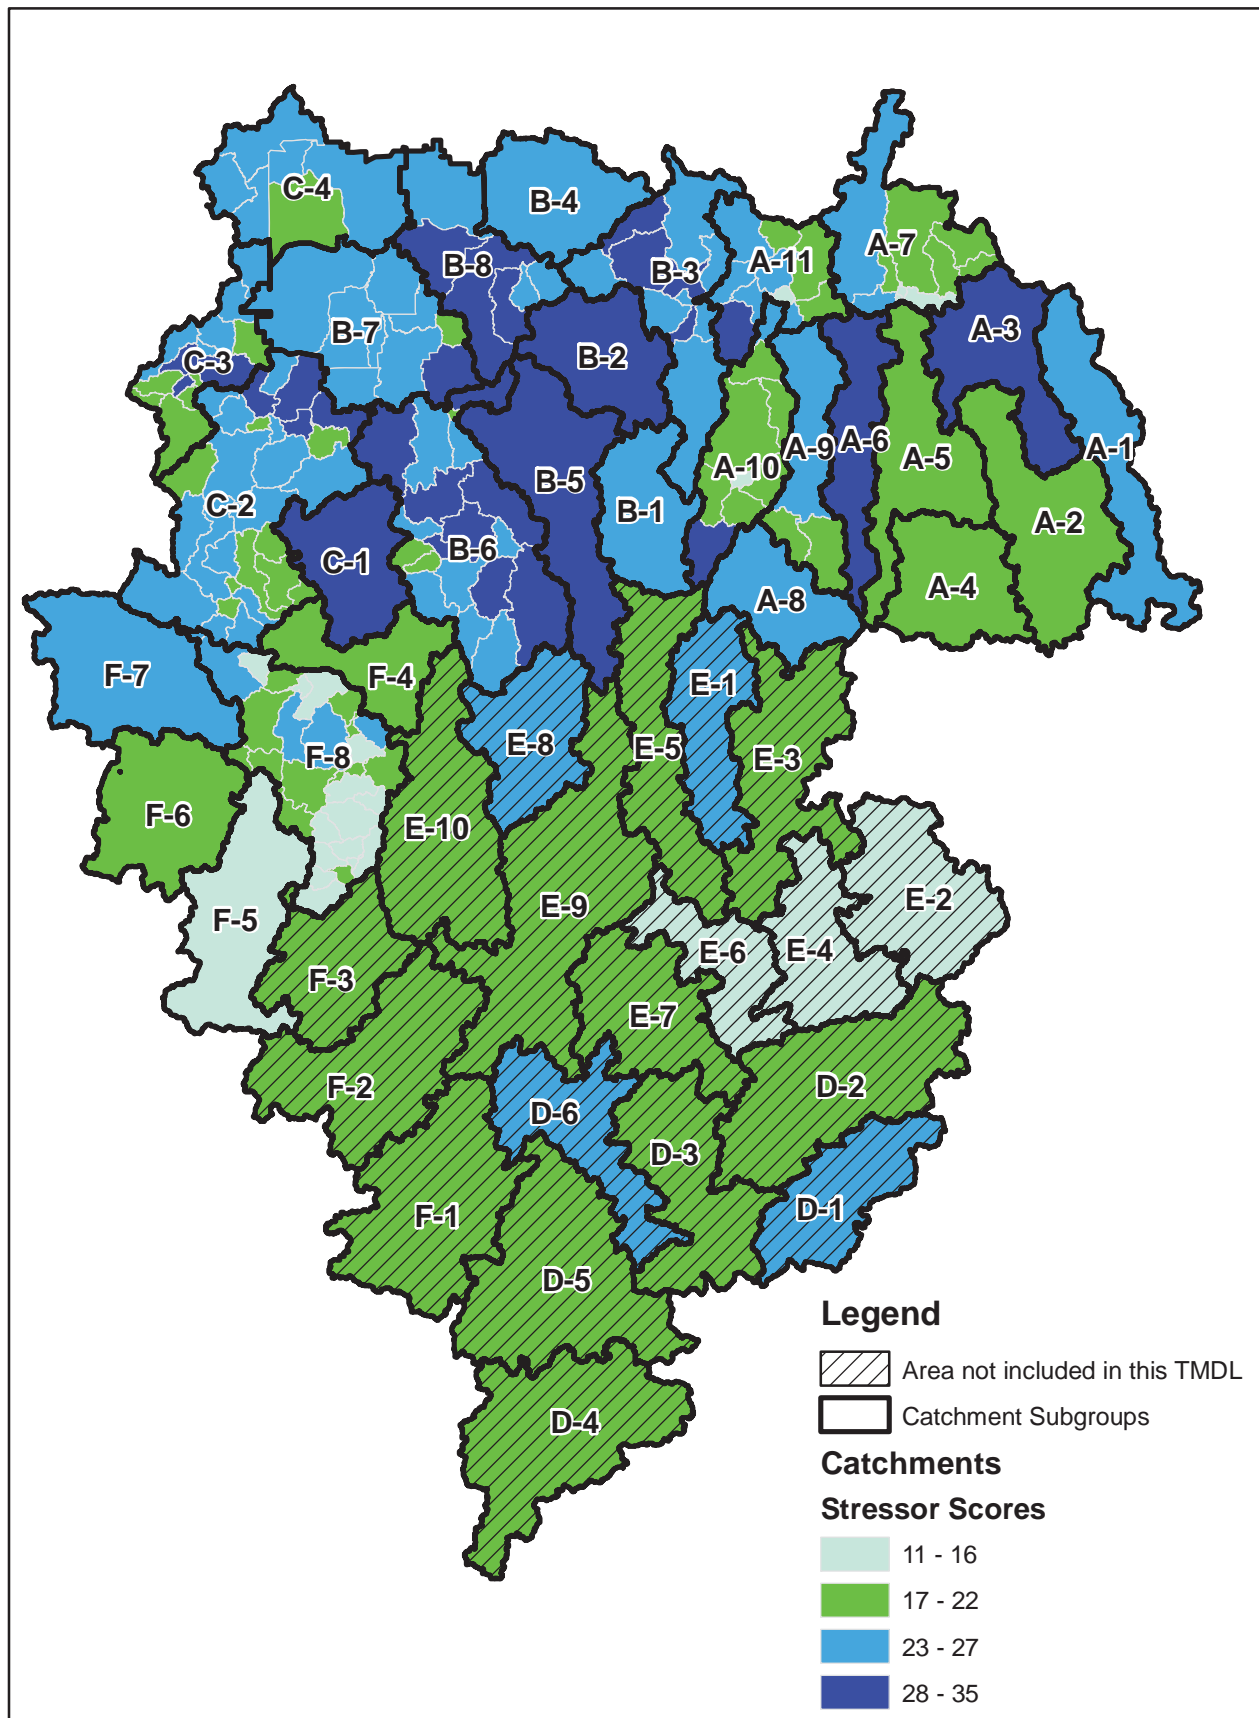 C-4
B-4
A-7
B-8
B-3
A-11
C-3
B-7
B-2
A-3
A-10
A-9
A-6
A-5
A-1
C-2
B-5
B-1
A-2
C-1
B-6
A-8
A-4
F-7
F-4
E-1
F-8
E-8
E-5
E-3
F-6
E-10
F-5
E-9
E-2
E-6
E-4
F-3
E-7
F-2
D-2
D-6
D-3
F-1
D-1
D-5
D-4
Legend
Area not included in this TMDL
Catchment Subgroups
Catchments
Stressor Scores
11 - 16
17 - 22
23 - 27
28 - 35